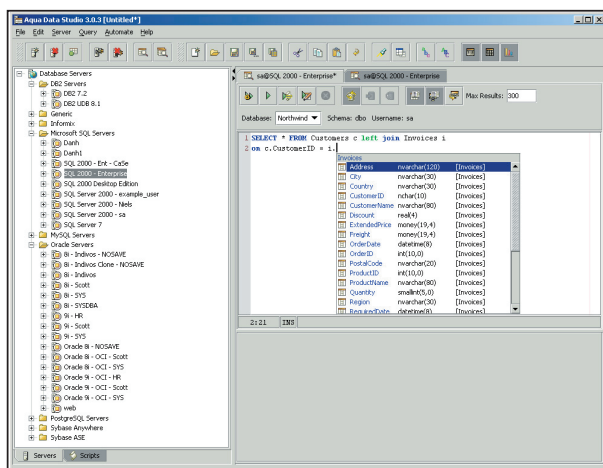 Aqua Data Studio 3.0.3 [Untitled*]
File Edit Server Query Automate Help
Database Servers
DB2 Servers
DB2 7.2
DB2 UDB 8.1
Generic
Informix
Microsoft SQL Servers
Danh
Danh1
SQL 2000 - Ent - CaSe
SQL 2000 - Enterprise
SQL 2000 Desktop Edition
SQL Server 2000 - example_user
SQL Server 2000 - Niels
SQL Server 2000 - sa
SQL Server 7
MySQL Servers
Oracle Servers
8i - Indivos - NOSAVE
8i - Indivos Clone - NOSAVE
8i - Indivos
8i - Scott
8i - SYS
8i - SYSDBA
9i - HR
9i - Scott
9i - SYS
Oracle 8i - NOSAVE
Oracle 8i - OCI - Scott
Oracle 8i - OCI - SYS
Oracle 9i - OCI - HR
Oracle 9i - OCI - Scott
Oracle 9i - OCI - SYS
web
PostgreSQL Servers
Sybase Anywhere
Sybase ASE
Servers Scripts
sa@SQL 2000 - Enterprise* sa@SQL 2000 - Enterprise
Max Results: 300
Database: Northwind Schema: dbo Username: sa
1 SELECT * FROM Customers c left join Invoices i
2 on c.CustomerID = i.
Invoices
Address nvarchar(120) [Invoices]
City nvarchar(30) [Invoices]
Country nvarchar(30) [Invoices]
CustomerID nchar(10) [Invoices]
CustomerName nvarchar(80) [Invoices]
Discount real(4) [Invoices]
ExtendedPrice money(19,4) [Invoices]
Freight money(19,4) [Invoices]
OrderDate datetime(8) [Invoices]
OrderID int(10,0) [Invoices]
PostalCode nvarchar(20) [Invoices]
ProductID int(10,0) [Invoices]
ProductName nvarchar(80) [Invoices]
Quantity smallint(5,0) [Invoices]
Region nvarchar(30) [Invoices]
RequiredDate datetime(8) [Invoices]
2:21 INS